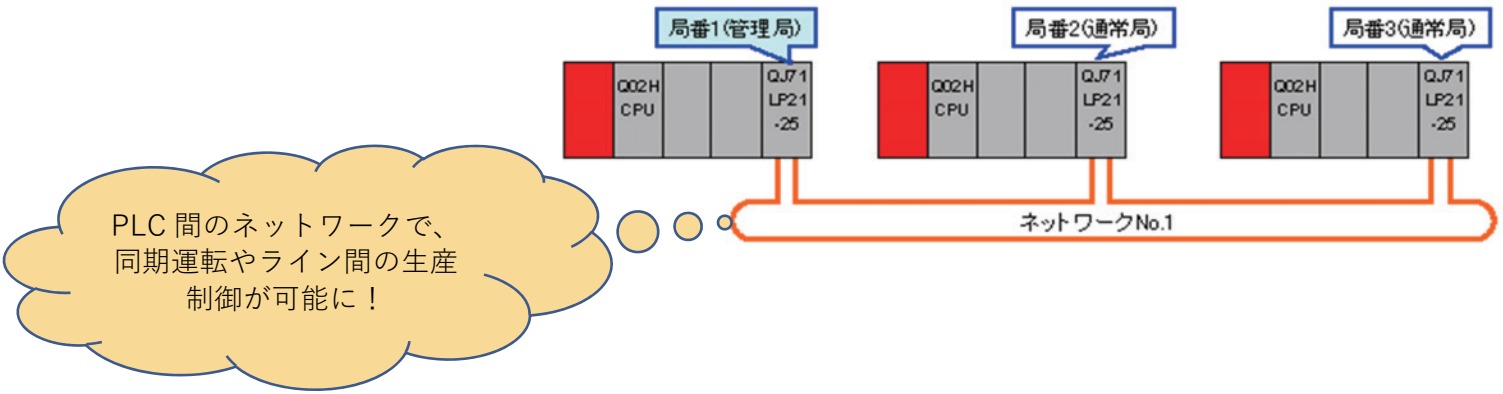 局番1(管理局)
局番2(通常局)
局番3(通常局)
Q02H
CPU
QJ71
LP21
-25
Q02H
CPU
QJ71
LP21
-25
Q02H
CPU
QJ71
LP21
-25
PLC 間のネットワークで、
同期運転やライン間の生産
制御が可能に！
ネットワークNo.1